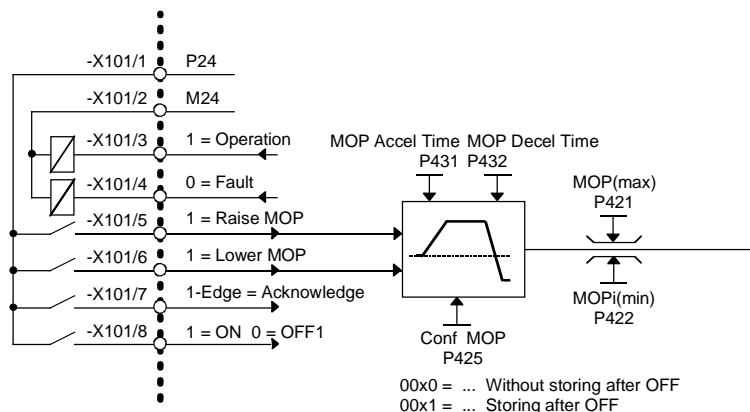 -X101/1 P24
-X101/2 M24
-X101/3 1 = Operation
-X101/4 0 = Fault
-X101/5 1 = Raise MOP
-X101/6 1 = Lower MOP
-X101/7 1-Edge = Acknowledge
-X101/8 1 = ON 0 = OFF1
MOP Accel Time MOP Decel Time
P431 P432
MOP(max)
P421
MOPi(min)
P422
Conf MOP
P425
00x0 = ... Without storing after OFF
00x1 = ... Storing after OFF